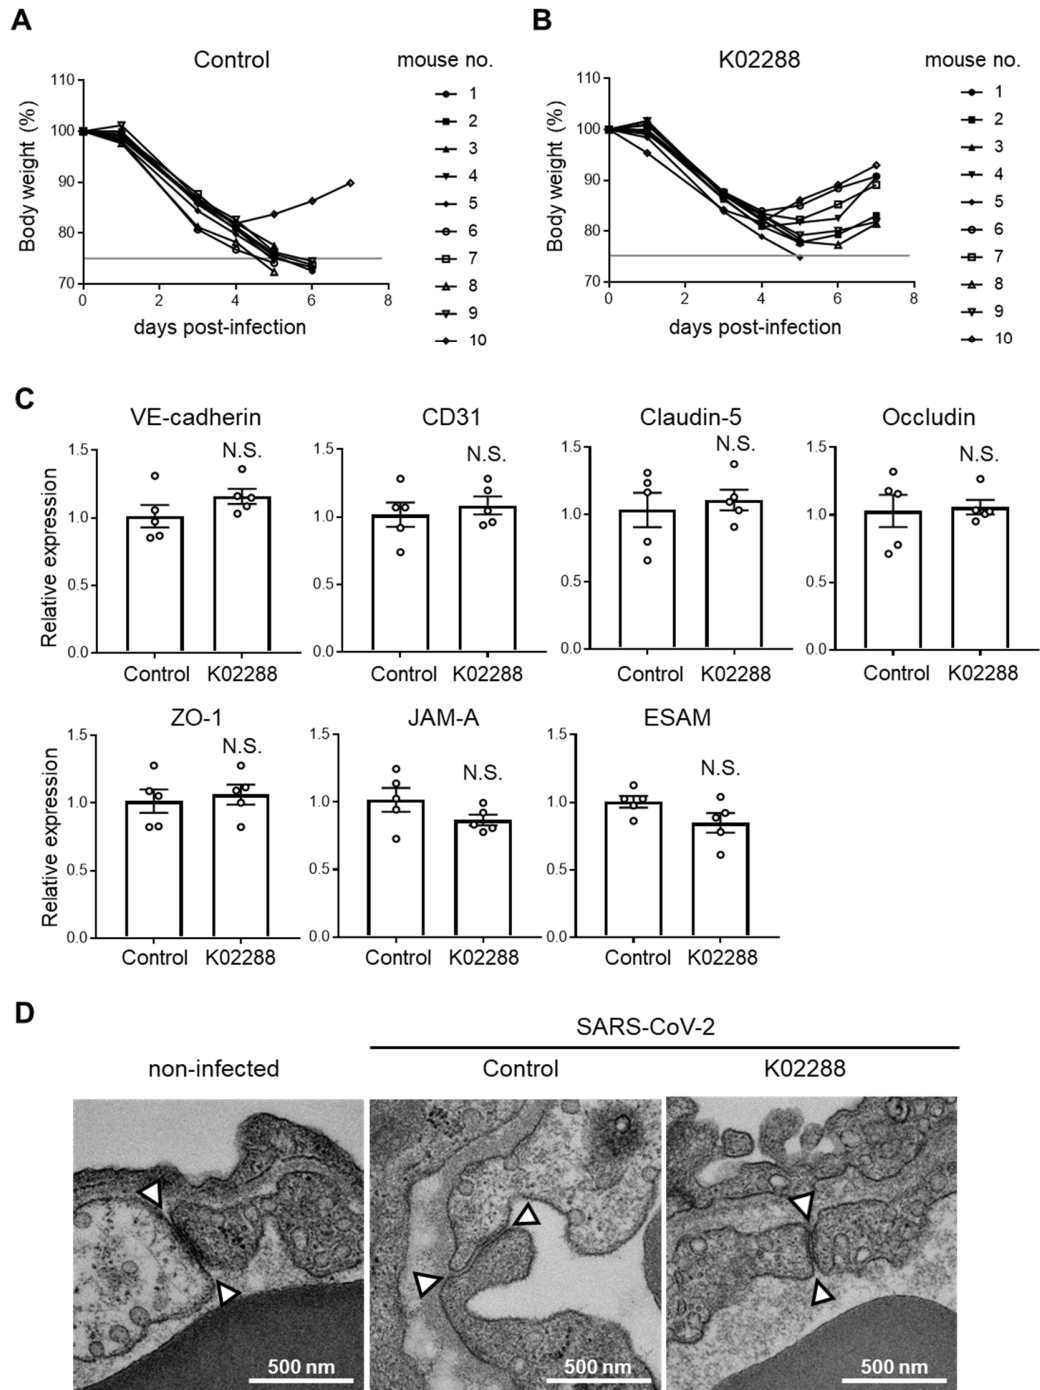 A
Control
mouse no.
Body weight (%)
110
100
90
80
70
0
2
4
6
8
days post-infection
1
2
3
4
5
6
7
8
9
10
B
K02288
mouse no.
Body weight (%)
110
100
90
80
70
0
2
4
6
8
days post-infection
1
2
3
4
5
6
7
8
9
10
C
VE-cadherin
Relative expression
1.5
1.0
0.5
0.0
N.S.
Control K02288
CD31
1.5
1.0
0.5
0.0
N.S.
Control K02288
Claudin-5
1.5
1.0
0.5
0.0
N.S.
Control K02288
Occludin
1.5
1.0
0.5
0.0
N.S.
Control K02288
ZO-1
Relative expression
1.5
1.0
0.5
0.0
N.S.
Control K02288
JAM-A
1.5
1.0
0.5
0.0
N.S.
Control K02288
ESAM
1.5
1.0
0.5
0.0
N.S.
Control K02288
D
SARS-CoV-2
non-infected
Control
K02288
500 nm
500 nm
500 nm